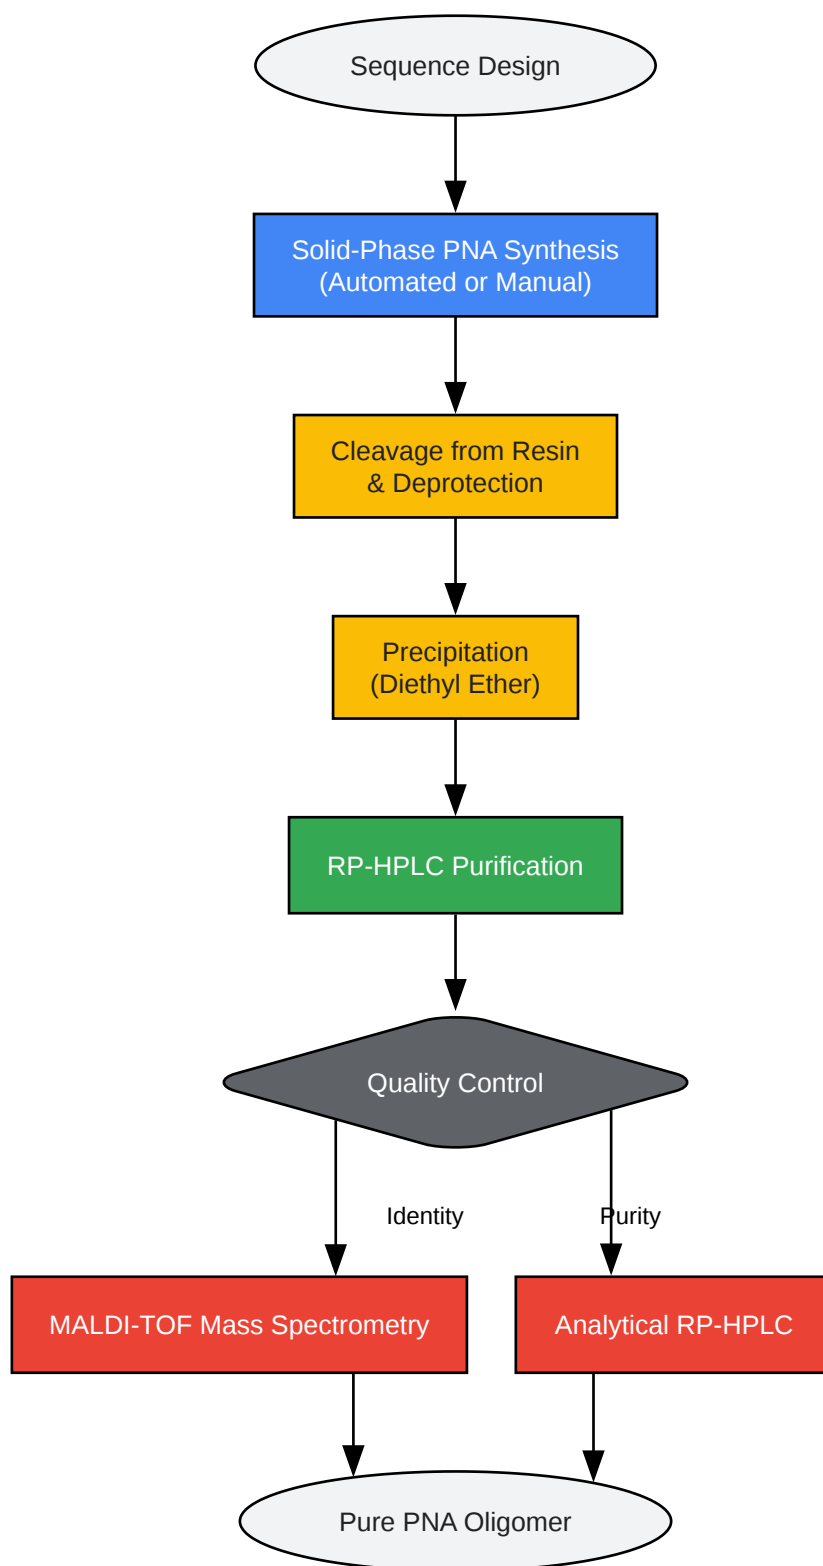 Sequence Design
Solid-Phase PNA Synthesis
(Automated or Manual)
Cleavage from Resin
& Deprotection
Precipitation
(Diethyl Ether)
RP-HPLC Purification
Quality Control
Identity
Purity
MALDI-TOF Mass Spectrometry
Analytical RP-HPLC
Pure PNA Oligomer